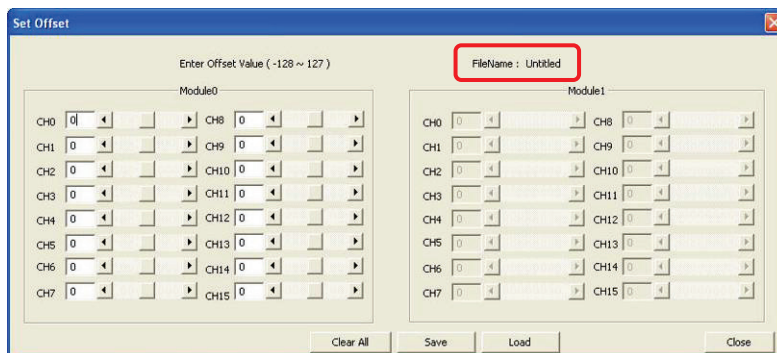 Set Offset
Enter Offset Value ( -128 ~ 127 )
FileName : Untitled
Module0
CH0 0 CH8 0
CH1 0 CH9 0
CH2 0 CH10 0
CH3 0 CH11 0
CH4 0 CH12 0
CH5 0 CH13 0
CH6 0 CH14 0
CH7 0 CH15 0
Module1
CH0 0 CH8 0
CH1 0 CH9 0
CH2 0 CH10 0
CH3 0 CH11 0
CH4 0 CH12 0
CH5 0 CH13 0
CH6 0 CH14 0
CH7 0 CH15 0
Clear All Save Load Close